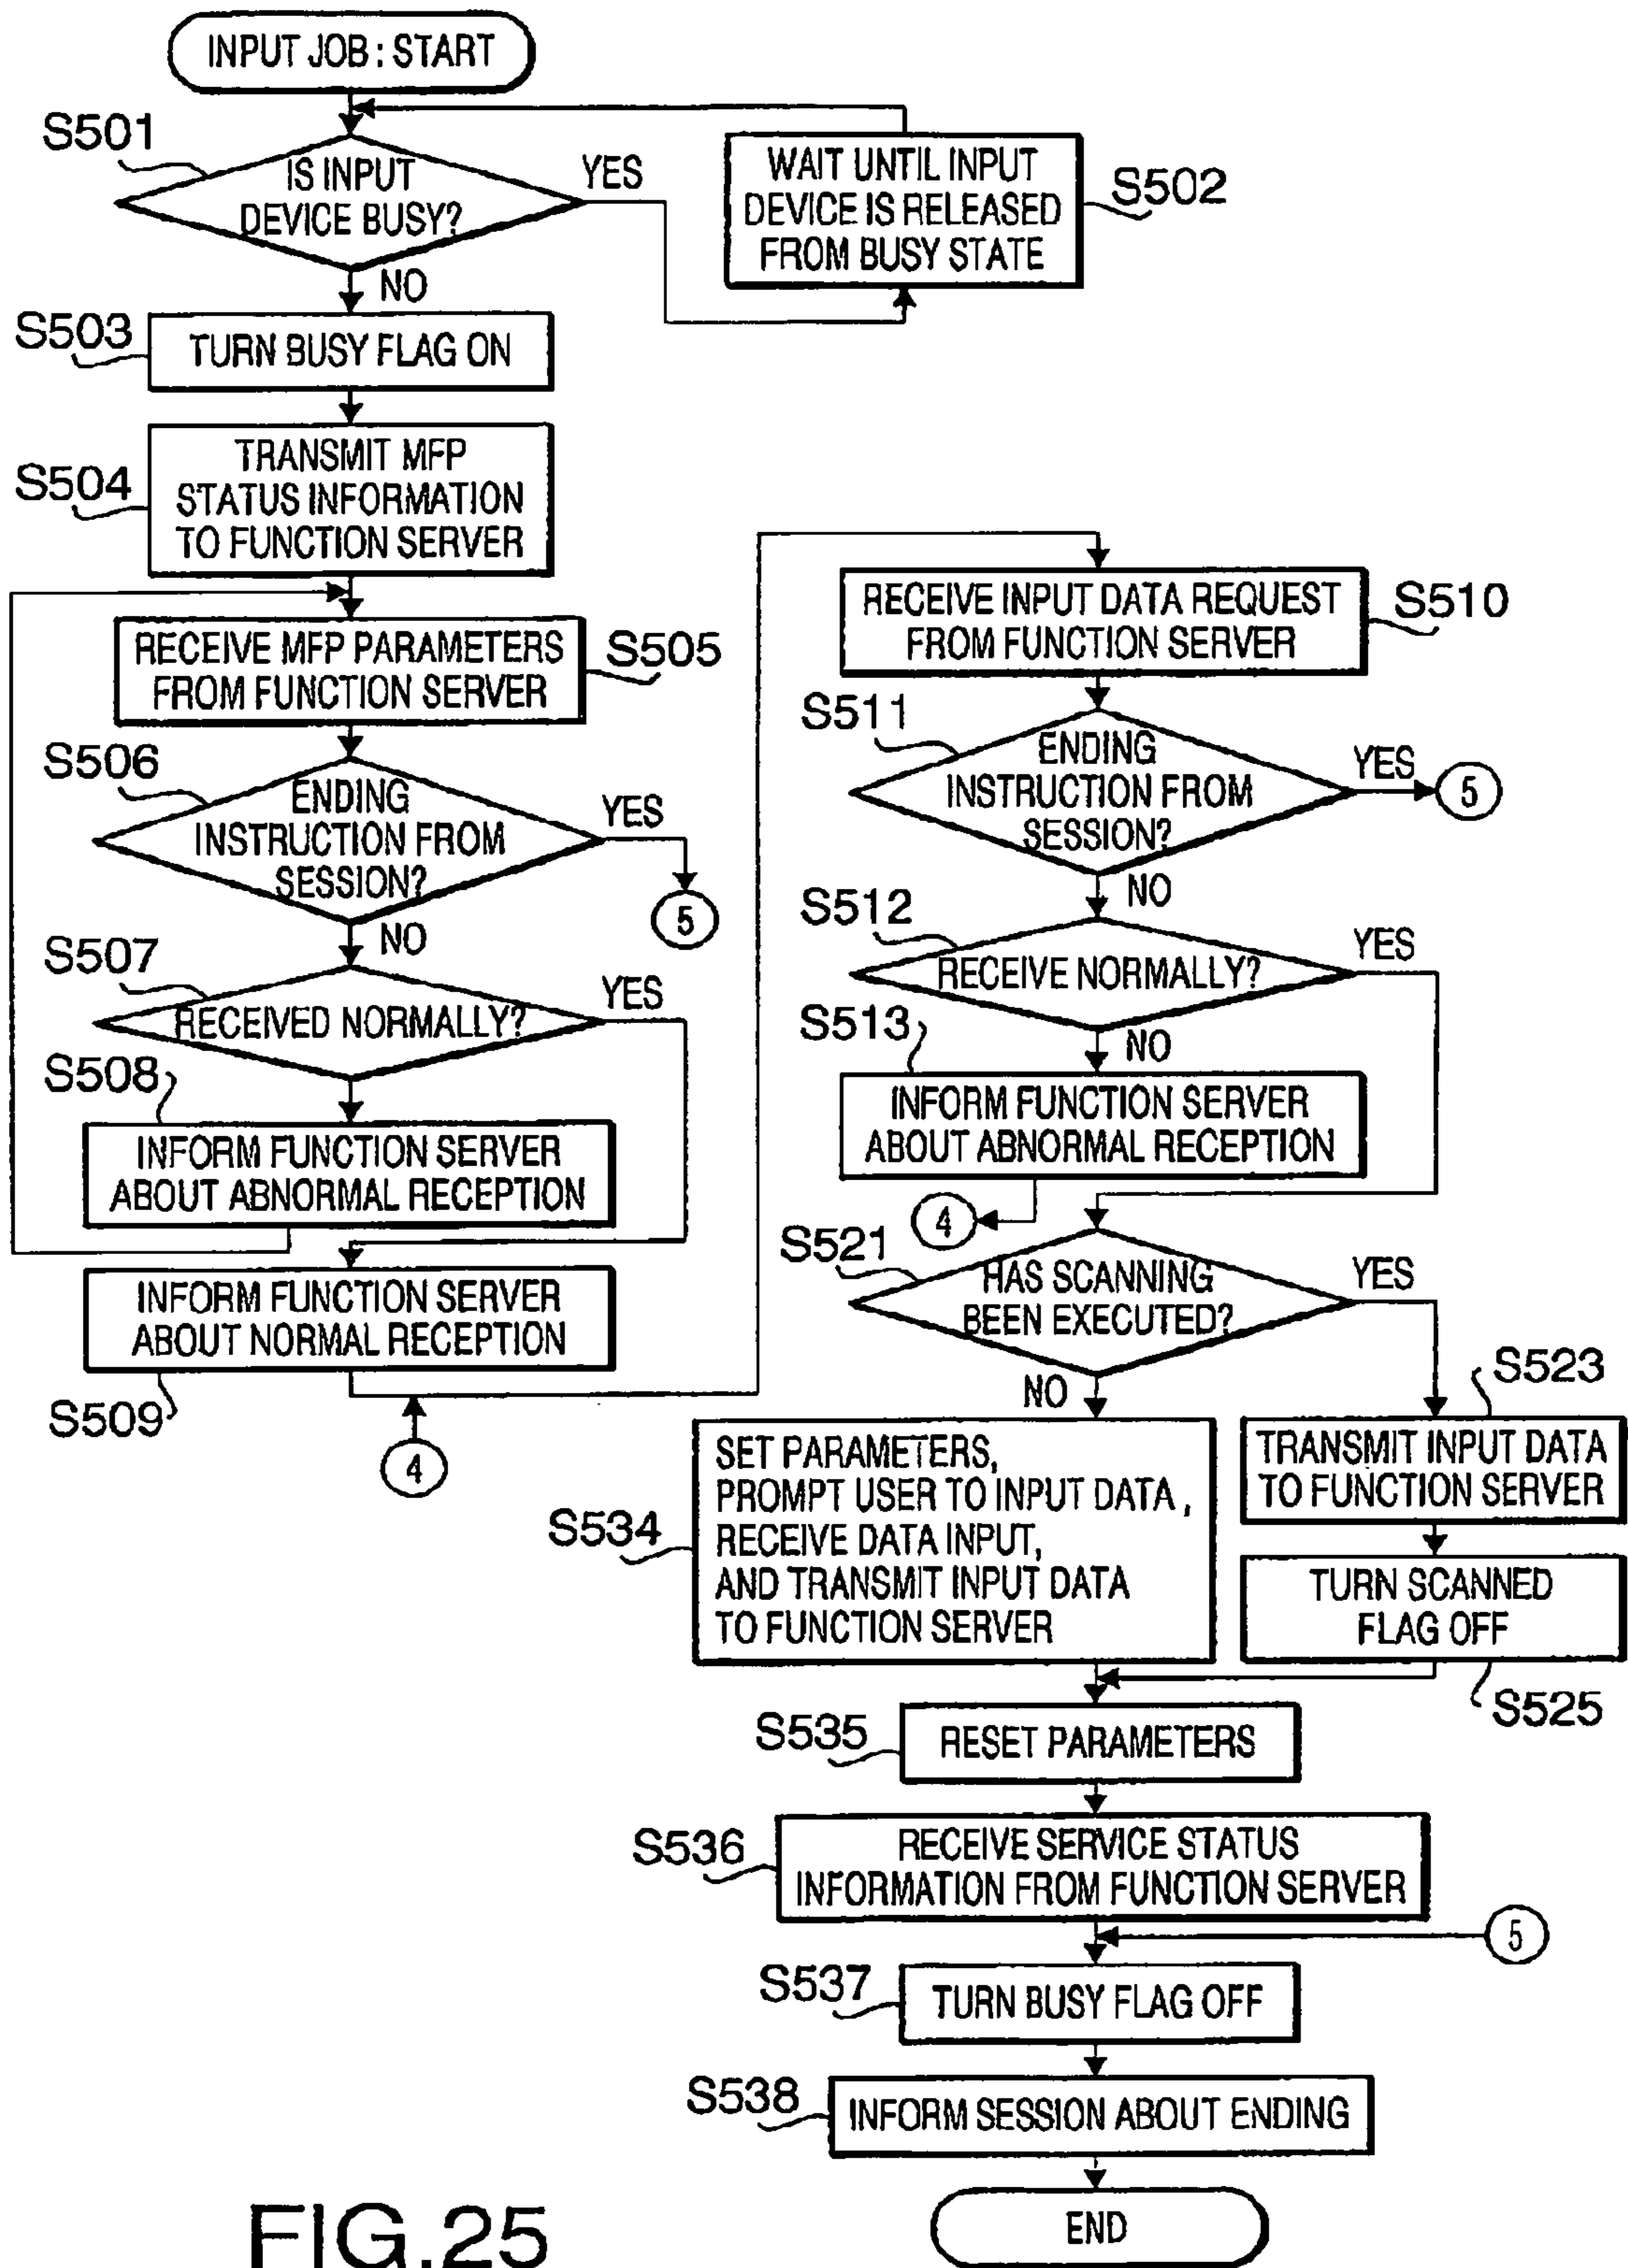 INPUT JOB : START
S501
IS INPUT
DEVICE BUSY?
YES
NO
WAIT UNTIL INPUT
DEVICE IS RELEASED
FROM BUSY STATE
S502
S503
TURN BUSY FLAG ON
S504
TRANSMIT MFP
STATUS INFORMATION
TO FUNCTION SERVER
RECEIVE MFP PARAMETERS
FROM FUNCTION SERVER
S505
S506
ENDING
INSTRUCTION FROM
SESSION?
YES
5
NO
S507
RECEIVED NORMALLY?
YES
S508
INFORM FUNCTION SERVER
ABOUT ABNORMAL RECEPTION
INFORM FUNCTION SERVER
ABOUT NORMAL RECEPTION
S509
4
RECEIVE INPUT DATA REQUEST
FROM FUNCTION SERVER
S510
S511
ENDING
INSTRUCTION FROM
SESSION?
YES
5
NO
S512
RECEIVE NORMALLY?
YES
NO
S513
INFORM FUNCTION SERVER
ABOUT ABNORMAL RECEPTION
4
S521
HAS SCANNING
BEEN EXECUTED?
YES
NO
S523
TRANSMIT INPUT DATA
TO FUNCTION SERVER
TURN SCANNED
FLAG OFF
S525
S534
SET PARAMETERS,
PROMPT USER TO INPUT DATA,
RECEIVE DATA INPUT,
AND TRANSMIT INPUT DATA
TO FUNCTION SERVER
S535
RESET PARAMETERS
S536
RECEIVE SERVICE STATUS
INFORMATION FROM FUNCTION SERVER
5
S537
TURN BUSY FLAG OFF
S538
INFORM SESSION ABOUT ENDING
END
FIG.25